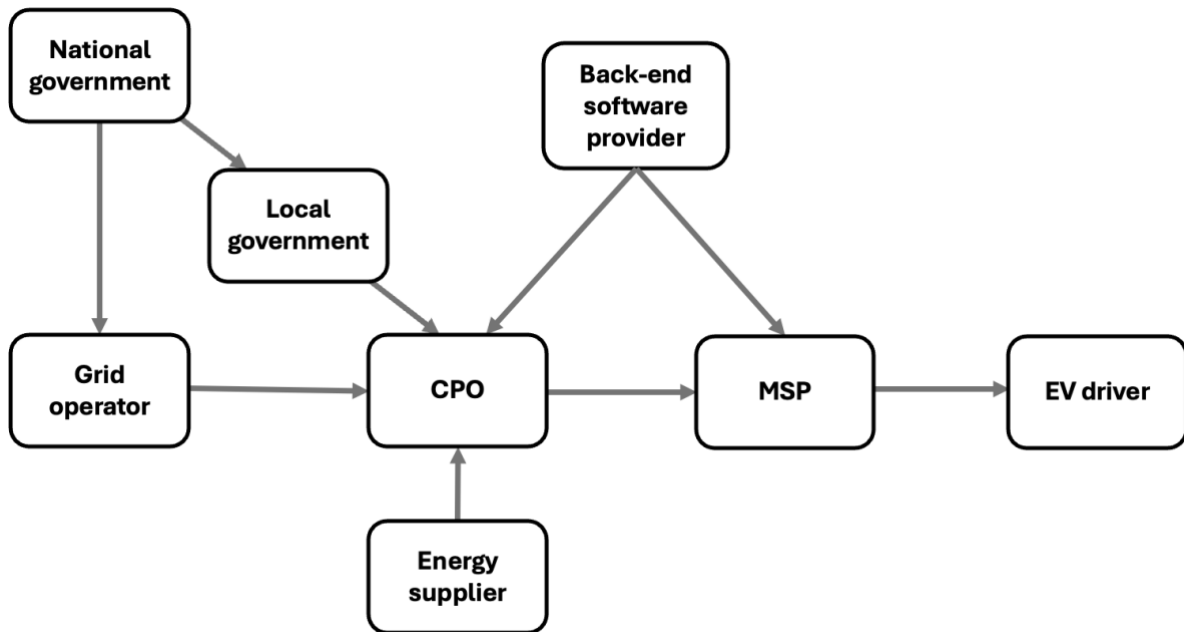 National
government
Back-end
software
provider
Local
government
Grid
operator
CPO
MSP
EV driver
Energy
supplier